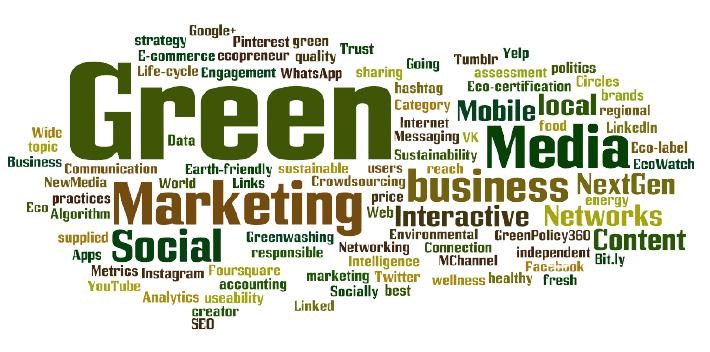 Google+
strategy Pinterest green Trust
E-commerce ecopreneur quality Yelp
Going Tumblr
Life-cycle Engagement WhatsApp sharing assessment politics
Green hashtag Eco-certification Circles
Category Mobile local brands
regional
Wide Data Internet food LinkedIn
topic Messaging VK Media Eco-label
Business Sustainability EcoWatch
Communication Earth-friendly sustainable users reach
NewMedia World Links Crowdsourcing business NextGen
practices Marketing price energy
Eco Algorithm Web Interactive Networks
supplied Social Greenwashing Environmental GreenPolicy360 Content
Apps responsible Networking Connection independent
Intelligence MChannel Bit.ly
Metrics Instagram Foursquare Facebook
YouTube accounting marketing Twitter wellness healthy fresh
Analytics useability Socially best
creator Linked
SEO